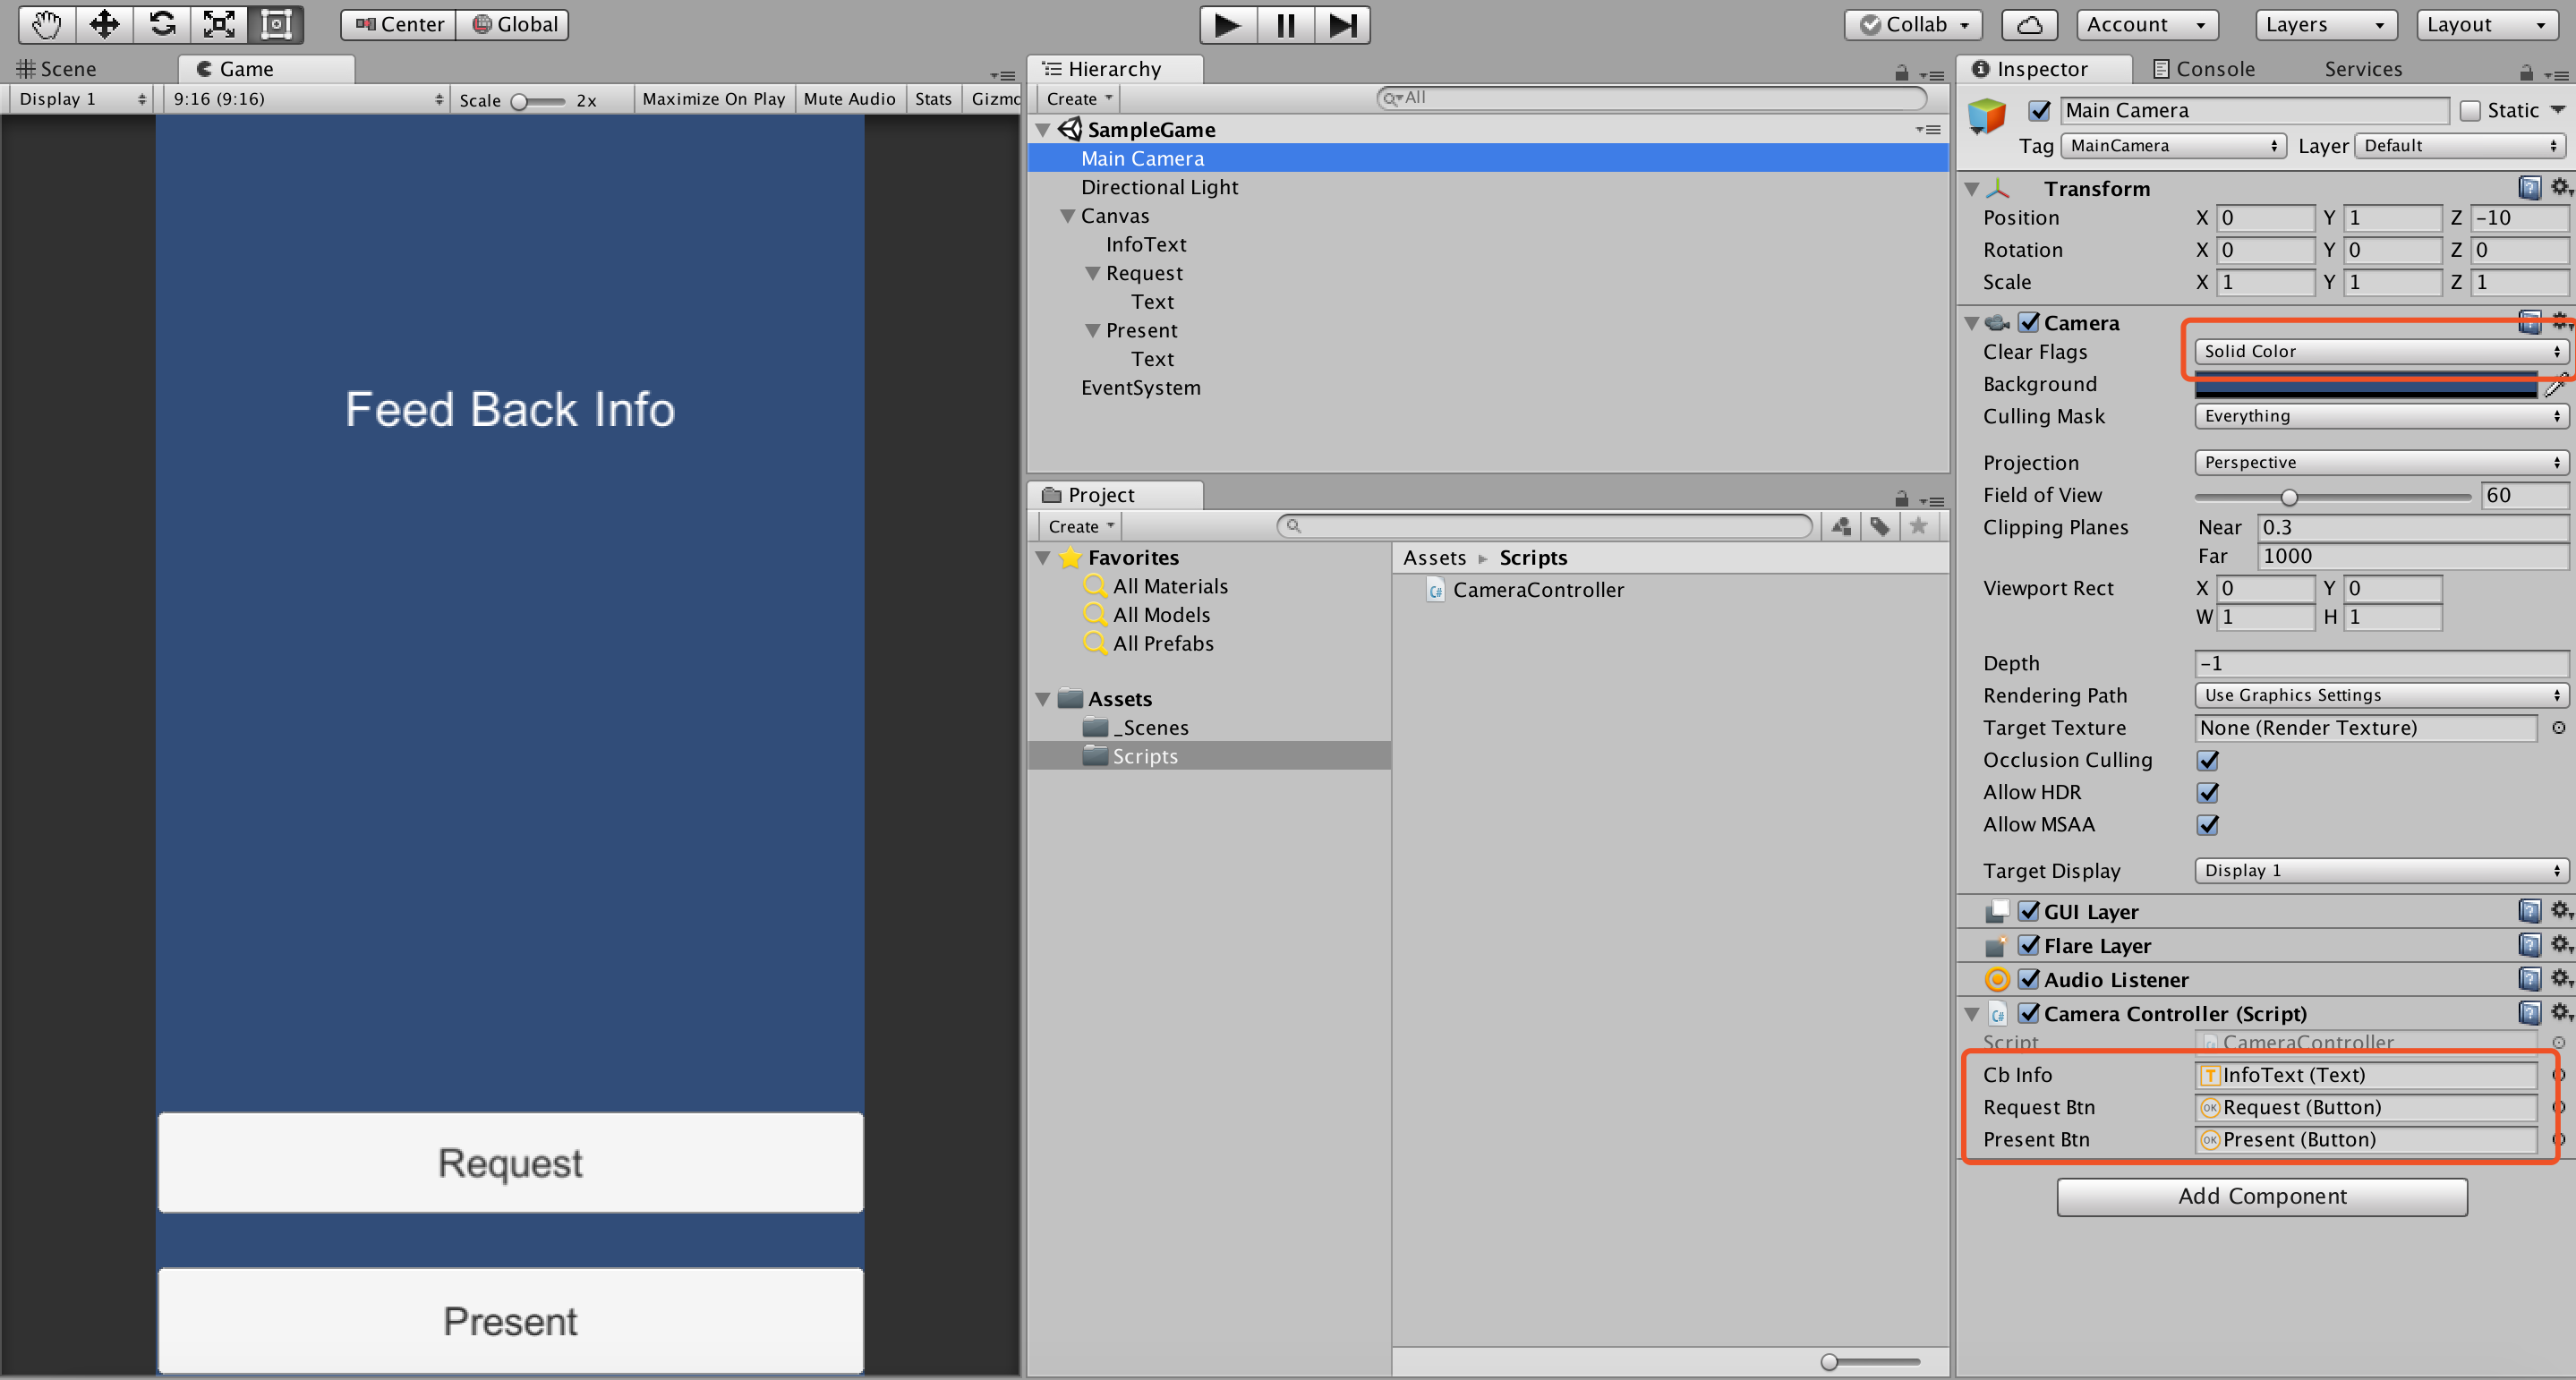 Center Global
Collab Account Layers Layout
Scene Game
Display 1 9:16 (9:16) Scale 2x Maximize On Play Mute Audio Stats Gizmo
Feed Back Info
Request
Present
Hierarchy
Create All
SampleGame
Main Camera
Directional Light
Canvas
InfoText
Request
Text
Present
Text
EventSystem
Project
Create
Favorites
All Materials
All Models
All Prefabs
Assets
_Scenes
Scripts
Assets Scripts
CameraController
Inspector Console Services
Main Camera Static
Tag MainCamera Layer Default
Transform
Position X 0 Y 1 Z -10
Rotation X 0 Y 0 Z 0
Scale X 1 Y 1 Z 1
Camera
Clear Flags Solid Color
Background
Culling Mask Everything
Projection Perspective
Field of View 60
Clipping Planes Near 0.3
Far 1000
Viewport Rect X 0 Y 0
W 1 H 1
Depth -1
Rendering Path Use Graphics Settings
Target Texture None (Render Texture)
Occlusion Culling
Allow HDR
Allow MSAA
Target Display Display 1
GUI Layer
Flare Layer
Audio Listener
Camera Controller (Script)
Script CameraController
Cb Info InfoText (Text)
Request Btn Request (Button)
Present Btn Present (Button)
Add Component